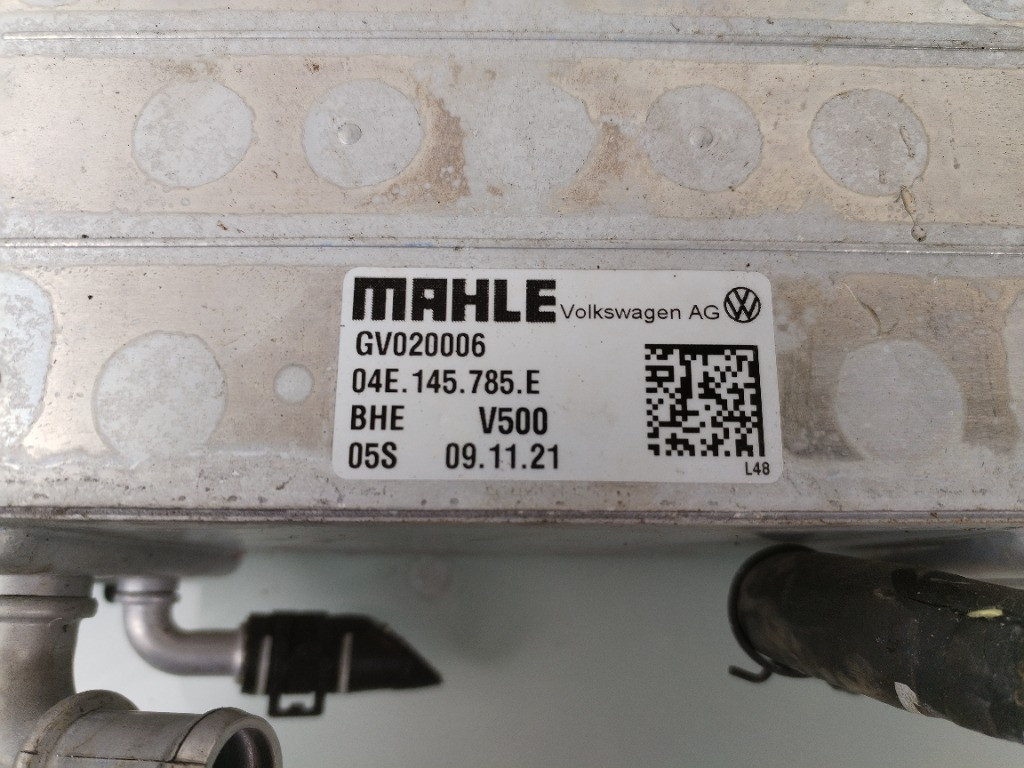 MAHLE Volkswagen AG
GV020006
04E.145.785.E
BHE V500
05S 09.11.21
L48